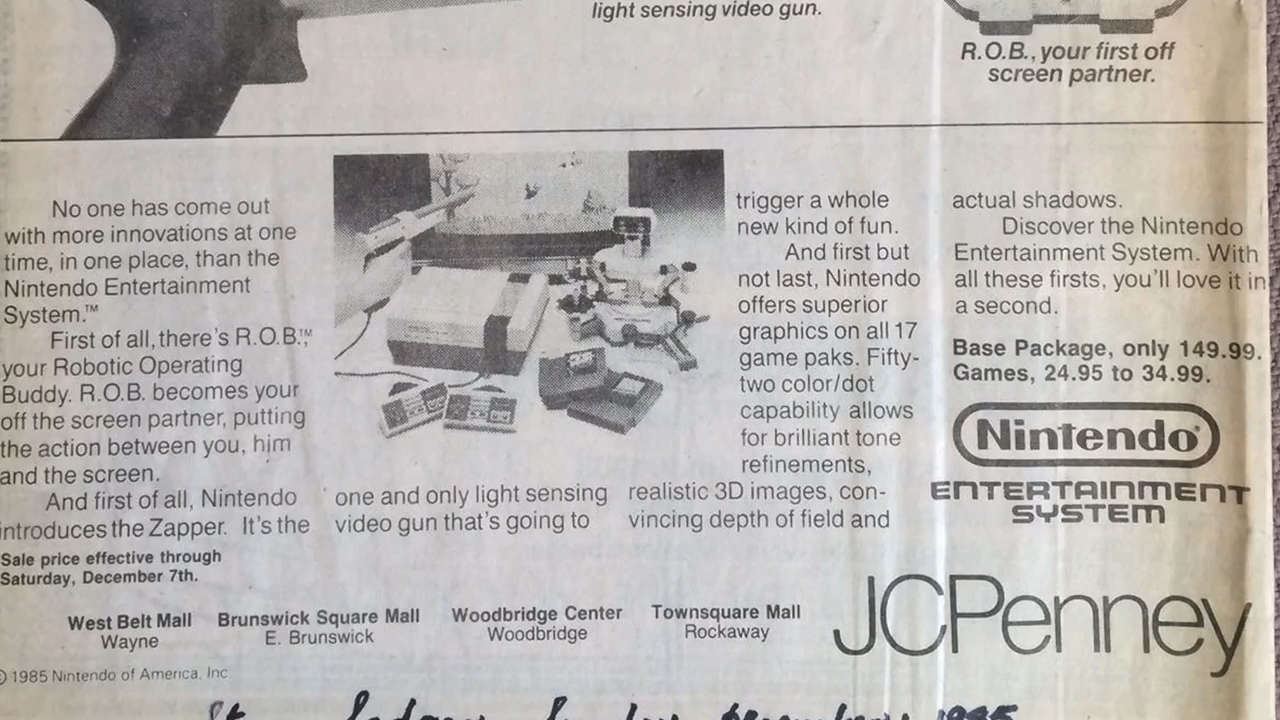 light sensing video gun.
R.O.B., your first off
screen partner.
No one has come out
with more innovations at one
time, in one place, than the
Nintendo Entertainment
System.™
First of all, there's R.O.B.™,
your Robotic Operating
Buddy. R.O.B. becomes your
off the screen partner, putting
the action between you, him
and the screen.
And first of all, Nintendo
introduces the Zapper. It's the
one and only light sensing
video gun that's going to
trigger a whole
new kind of fun.
And first but
not last, Nintendo
offers superior
graphics on all 17
game paks. Fifty-
two color/dot
capability allows
for brilliant tone
refinements,
realistic 3D images, con-
vincing depth of field and
actual shadows.
Discover the Nintendo
Entertainment System. With
all these firsts, you'll love it in
a second.
Base Package, only 149.99.
Games, 24.95 to 34.99.
Nintendo®
ENTERTAINMENT
SYSTEM
Sale price effective through
Saturday, December 7th.
West Belt Mall
Wayne
Brunswick Square Mall
E. Brunswick
Woodbridge Center
Woodbridge
Townsquare Mall
Rockaway
JCPenney
© 1985 Nintendo of America, Inc
1985